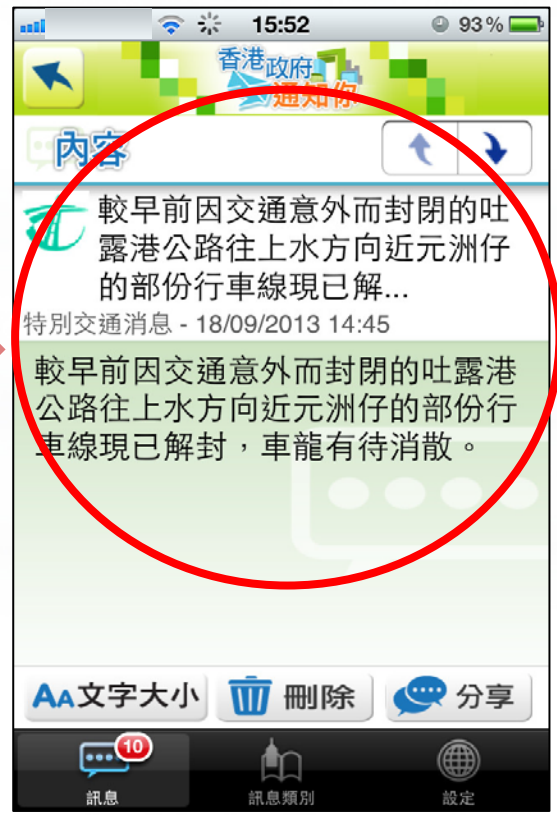 15:52 93%
香港政府
通知你
內容
較早前因交通意外而封閉的吐
露港公路往上水方向近元洲仔
的部份行車線現已解...
特別交通消息 - 18/09/2013 14:45
較早前因交通意外而封閉的吐露港
公路往上水方向近元洲仔的部份行
車線現已解封，車龍有待消散。
AA文字大小 刪除 分享
10
訊息 訊息類別 設定